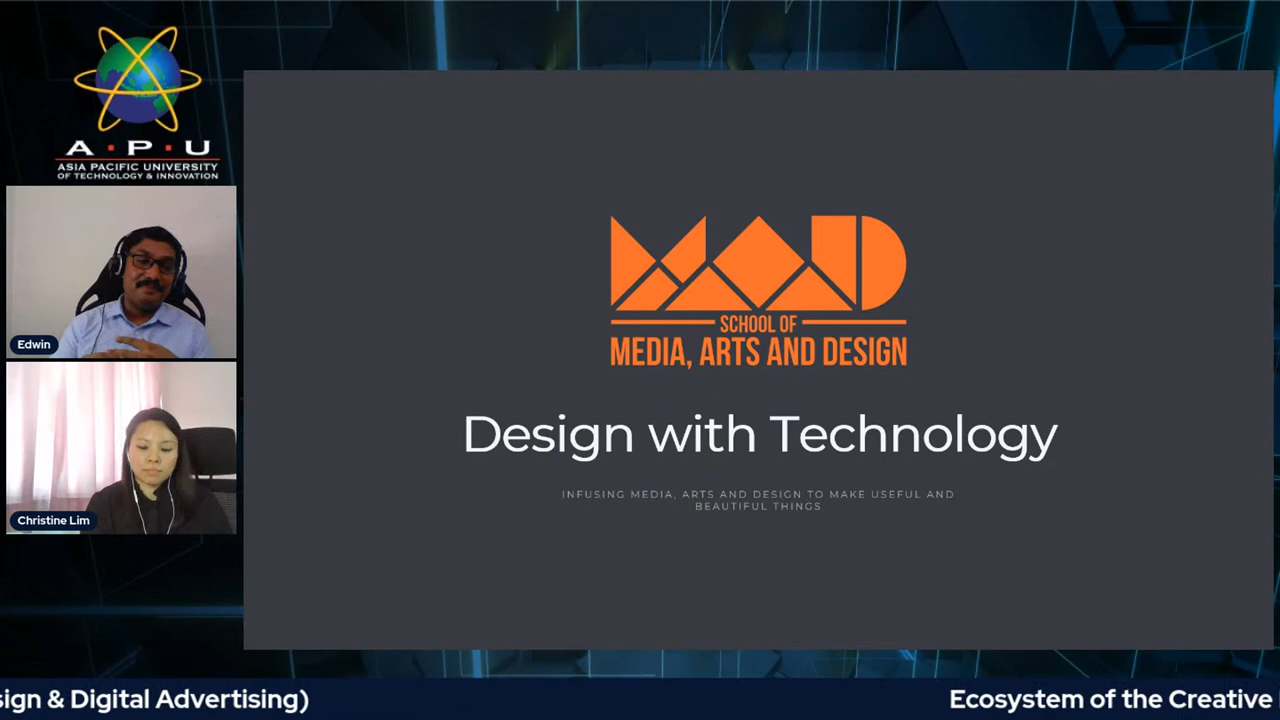 A·P·U
ASIA PACIFIC UNIVERSITY
OF TECHNOLOGY & INNOVATION
Edwin
Christine Lim
MAD
SCHOOL OF
MEDIA, ARTS AND DESIGN
Design with Technology
INFUSING MEDIA, ARTS AND DESIGN TO MAKE USEFUL AND
BEAUTIFUL THINGS
sign & Digital Advertising)
Ecosystem of the Creative